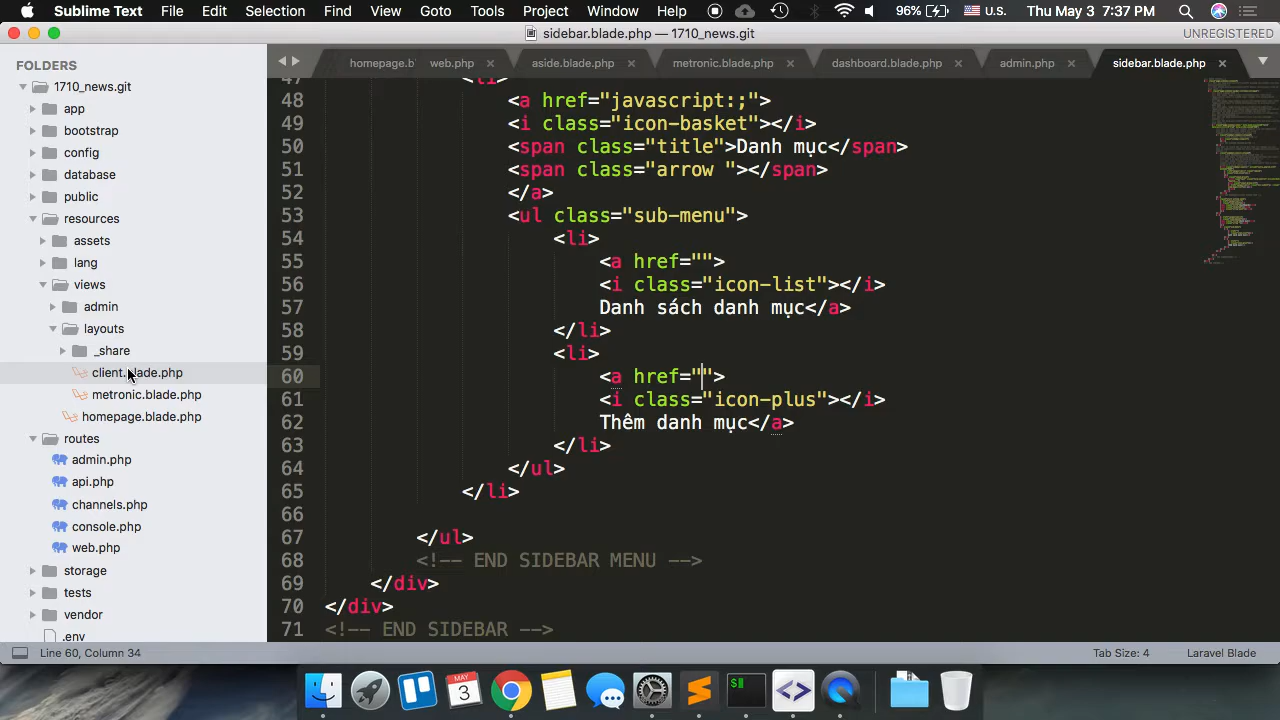 Sublime Text File Edit Selection Find View Goto Tools Project Window Help 96% U.S. Thu May 3 7:37 PM
sidebar.blade.php — 1710_news.git UNREGISTERED
homepage.b web.php aside.blade.php metronic.blade.php dashboard.blade.php admin.php sidebar.blade.php
FOLDERS
1710_news.git
app
bootstrap
config
database
public
resources
assets
lang
views
admin
layouts
_share
client.blade.php
metronic.blade.php
homepage.blade.php
routes
admin.php
api.php
channels.php
console.php
web.php
storage
tests
vendor
.env
47 <li>
48 <a href="javascript:;">
49 <i class="icon-basket"></i>
50 <span class="title">Danh mục</span>
51 <span class="arrow "></span>
52 </a>
53 <ul class="sub-menu">
54 <li>
55 <a href="">
56 <i class="icon-list"></i>
57 Danh sách danh mục</a>
58 </li>
59 <li>
60 <a href="">
61 <i class="icon-plus"></i>
62 Thêm danh mục</a>
63 </li>
64 </ul>
65 </li>
66
67 </ul>
68 <!-- END SIDEBAR MENU -->
69 </div>
70 </div>
71 <!-- END SIDEBAR -->
Line 60, Column 34 Tab Size: 4 Laravel Blade
MAY
3